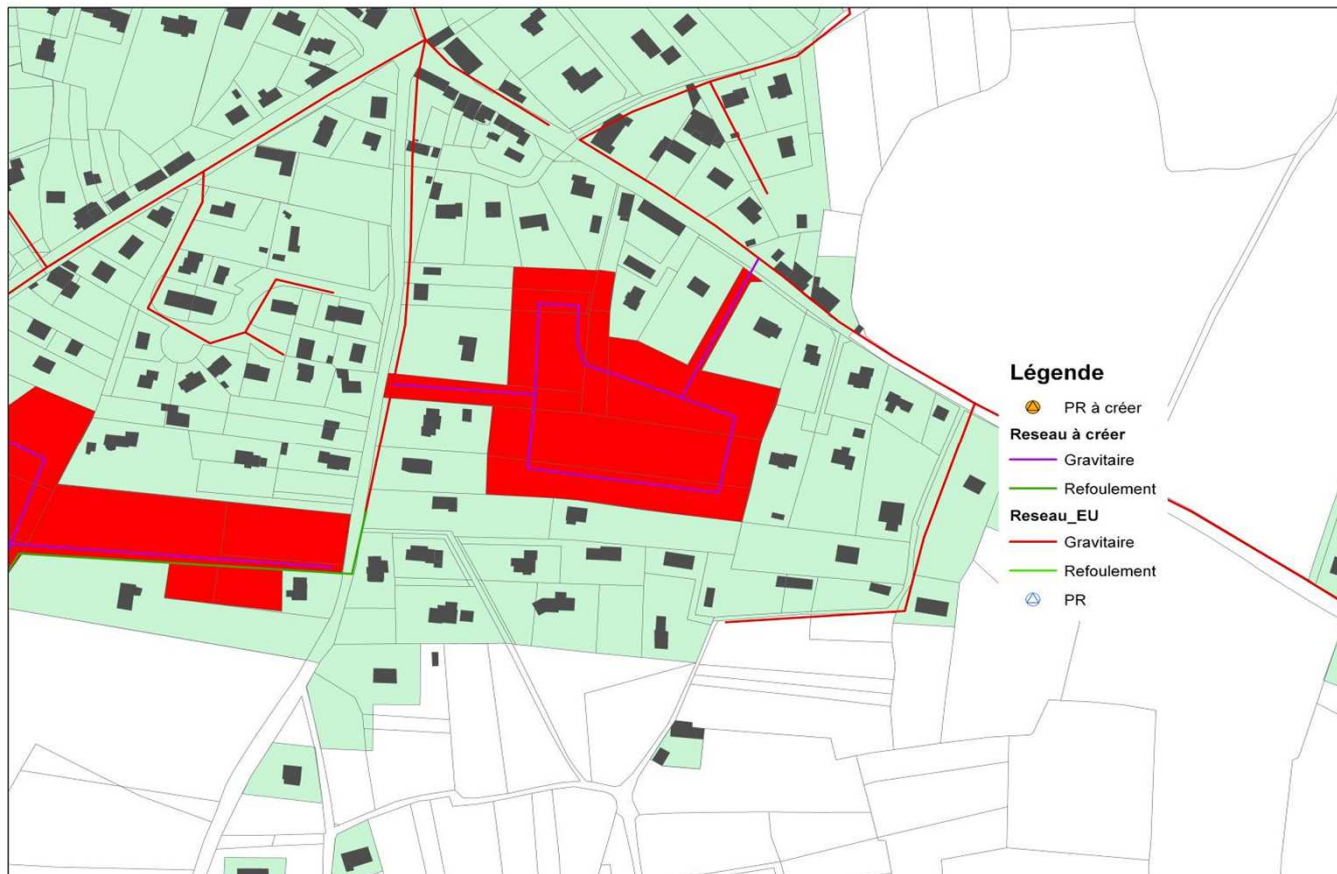 Légende
PR à créer
Reseau à créer
Gravitaire
Refoulement
Reseau_EU
Gravitaire
Refoulement
PR